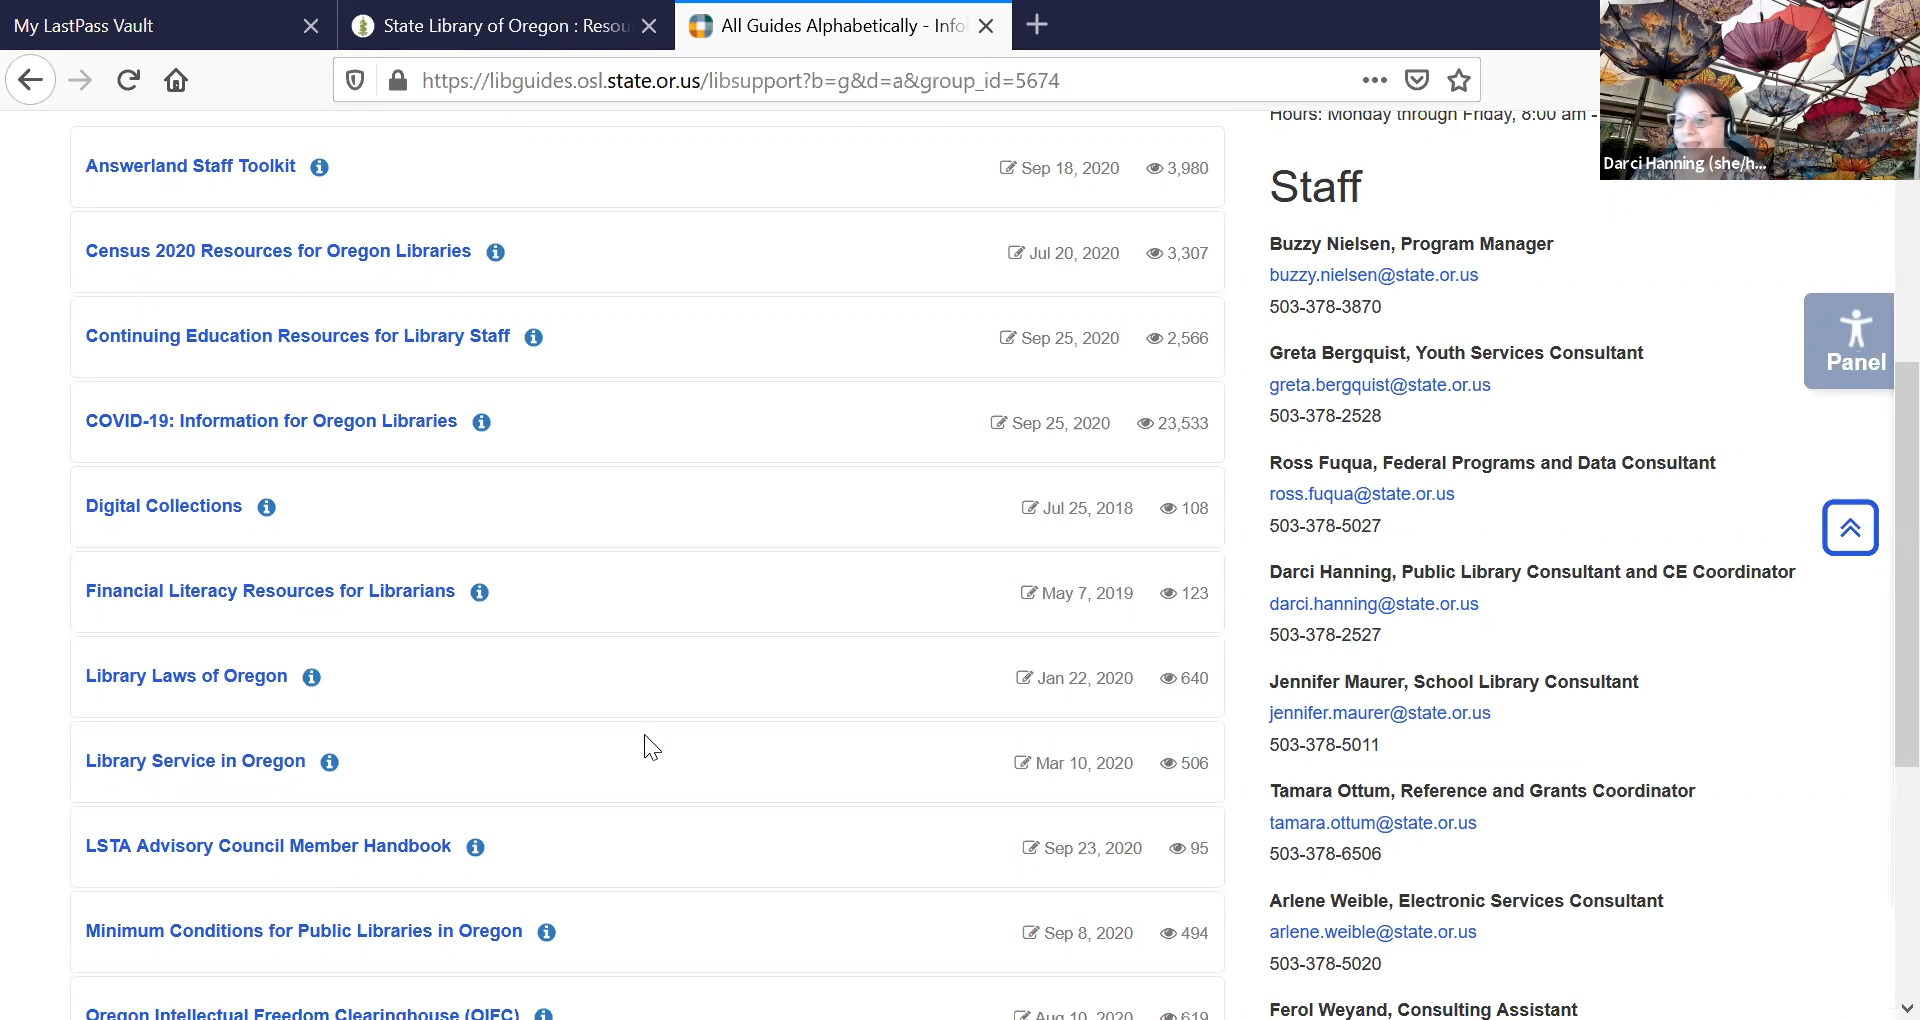 My LastPass Vault
State Library of Oregon : Resou
All Guides Alphabetically - Info
https://libguides.osl.state.or.us/libsupport?b=g&d=a&group_id=5674
Darci Hanning (she/h...
Hours: Monday through Friday, 8:00 am -
Answerland Staff Toolkit Sep 18, 2020 3,980
Census 2020 Resources for Oregon Libraries Jul 20, 2020 3,307
Continuing Education Resources for Library Staff Sep 25, 2020 2,566
COVID-19: Information for Oregon Libraries Sep 25, 2020 23,533
Digital Collections Jul 25, 2018 108
Financial Literacy Resources for Librarians May 7, 2019 123
Library Laws of Oregon Jan 22, 2020 640
Library Service in Oregon Mar 10, 2020 506
LSTA Advisory Council Member Handbook Sep 23, 2020 95
Minimum Conditions for Public Libraries in Oregon Sep 8, 2020 494
Oregon Intellectual Freedom Clearinghouse (OIFC) Aug 10, 2020 619
Staff
Buzzy Nielsen, Program Manager
buzzy.nielsen@state.or.us
503-378-3870
Greta Bergquist, Youth Services Consultant
greta.bergquist@state.or.us
503-378-2528
Ross Fuqua, Federal Programs and Data Consultant
ross.fuqua@state.or.us
503-378-5027
Darci Hanning, Public Library Consultant and CE Coordinator
darci.hanning@state.or.us
503-378-2527
Jennifer Maurer, School Library Consultant
jennifer.maurer@state.or.us
503-378-5011
Tamara Ottum, Reference and Grants Coordinator
tamara.ottum@state.or.us
503-378-6506
Arlene Weible, Electronic Services Consultant
arlene.weible@state.or.us
503-378-5020
Ferol Weyand, Consulting Assistant
Panel